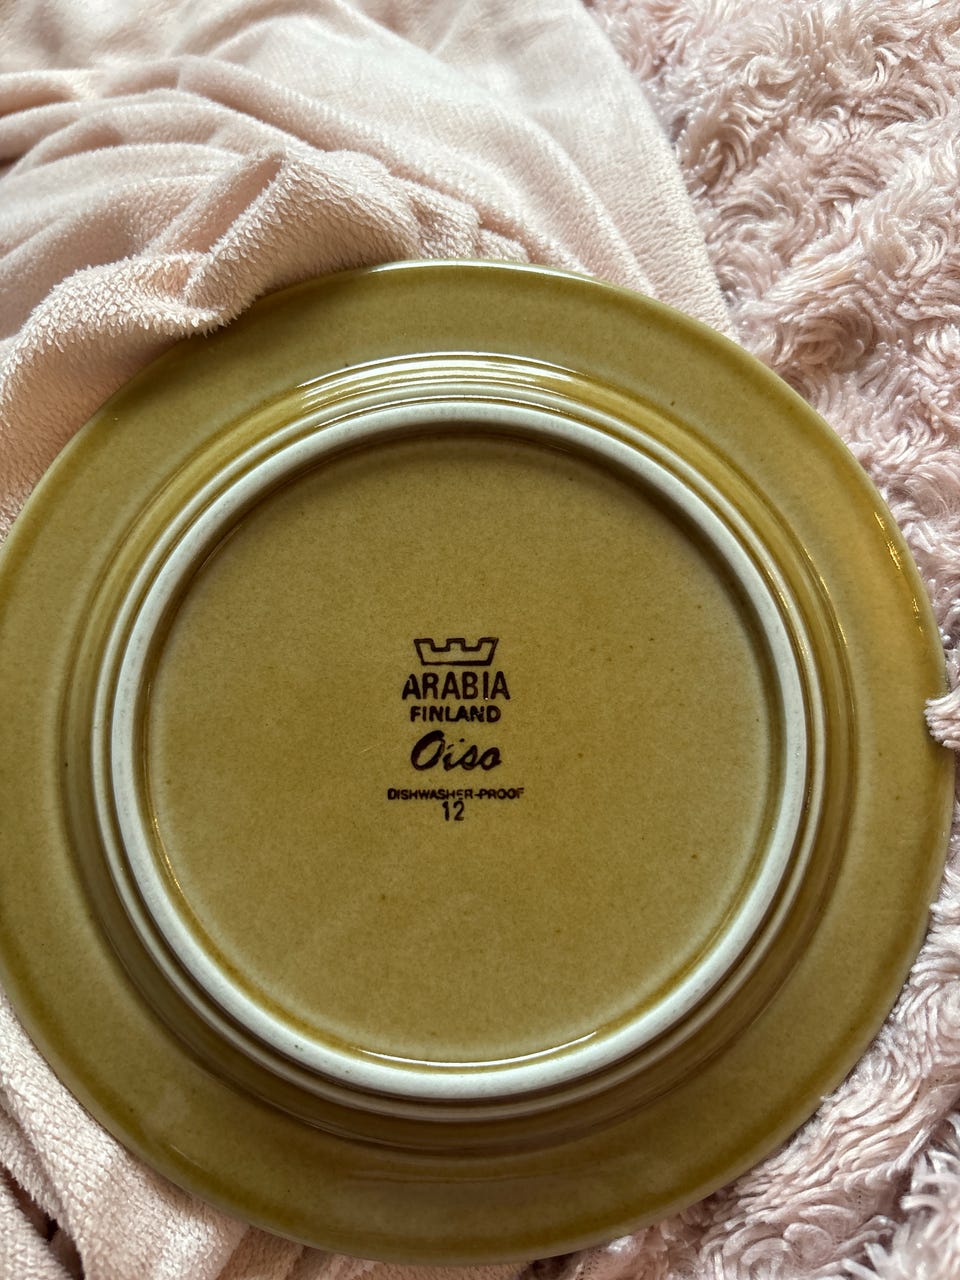 ARABIA
FINLAND
Oiso
DISHWASHER-PROOF
12